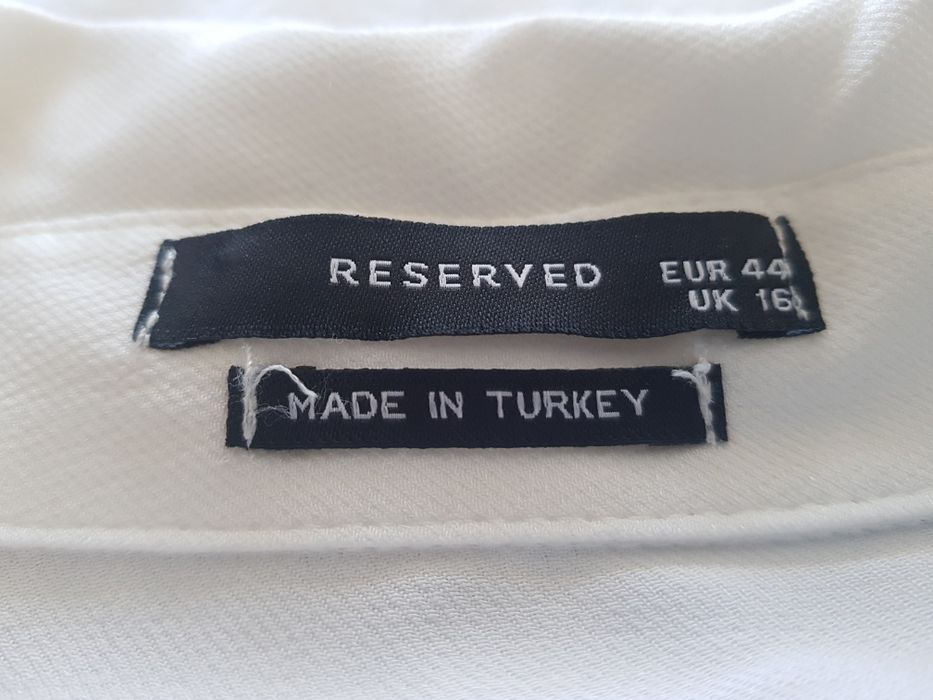 RESERVED
EUR 44
UK 16
MADE IN TURKEY